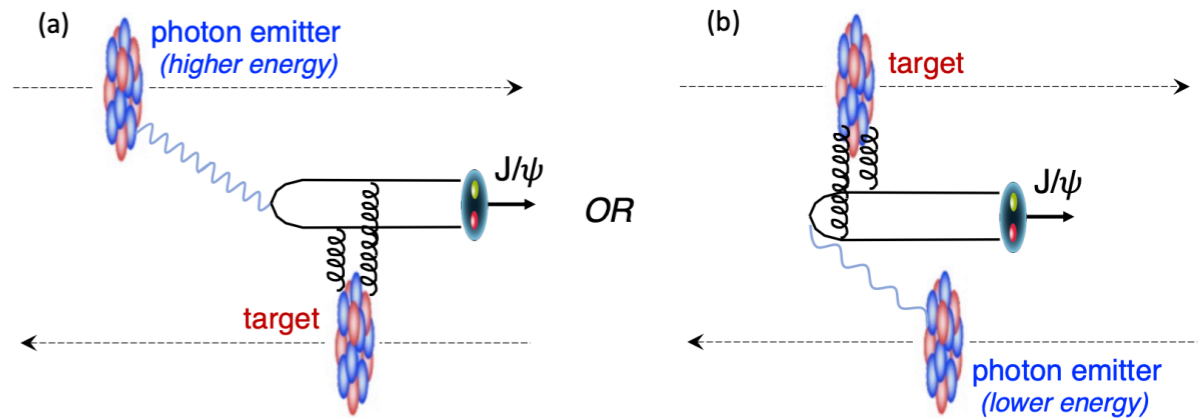 (a)
photon emitter
(higher energy)
J/ψ
target
OR
(b)
target
J/ψ
photon emitter
(lower energy)